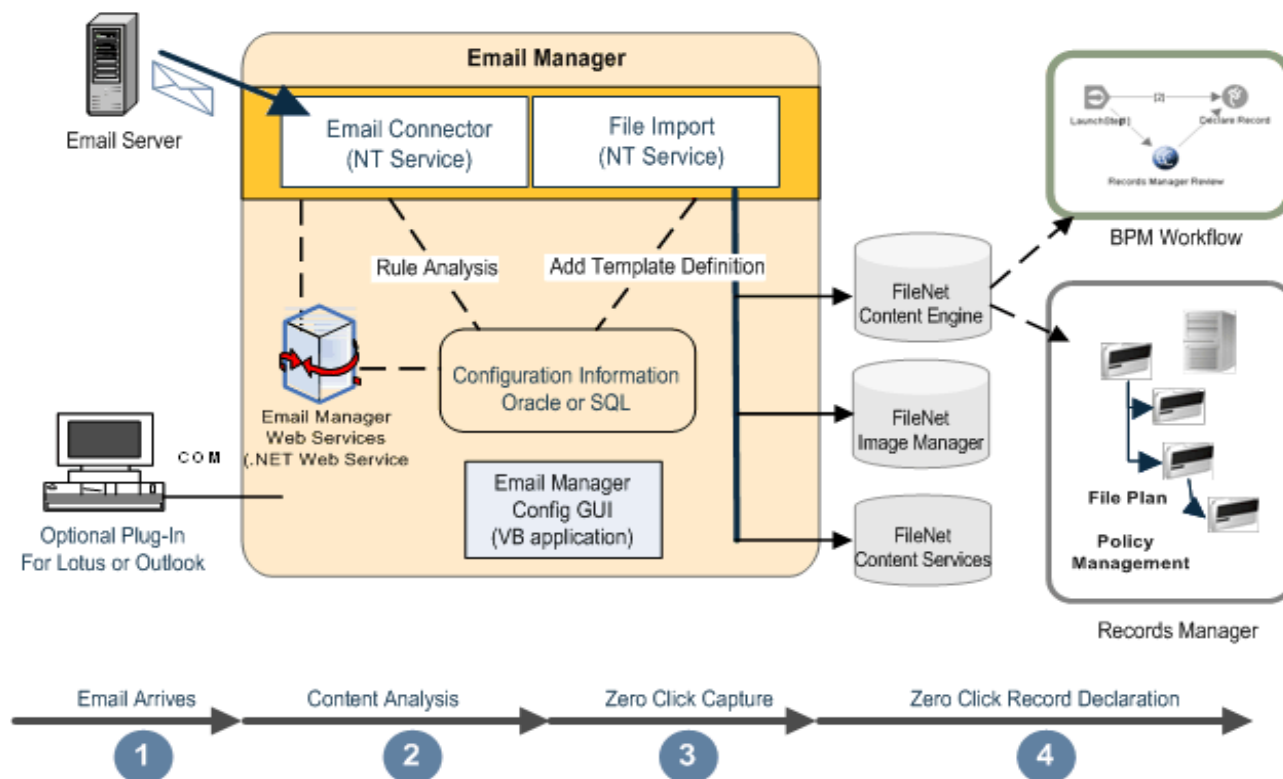 Email Manager
Email Server
Email Connector
(NT Service)
File Import
(NT Service)
LaunchStep[1]
[2]
Declare Record
Records Manager Review
BPM Workflow
Rule Analysis
Add Template Definition
FileNet
Content Engine
Configuration Information
Oracle or SQL
Email Manager
Web Services
(.NET Web Service
FileNet
Image Manager
COM
Optional Plug-In
For Lotus or Outlook
Email Manager
Config GUI
(VB application)
FileNet
Content Services
File Plan
Policy
Management
Records Manager
Email Arrives
Content Analysis
Zero Click Capture
Zero Click Record Declaration
1
2
3
4